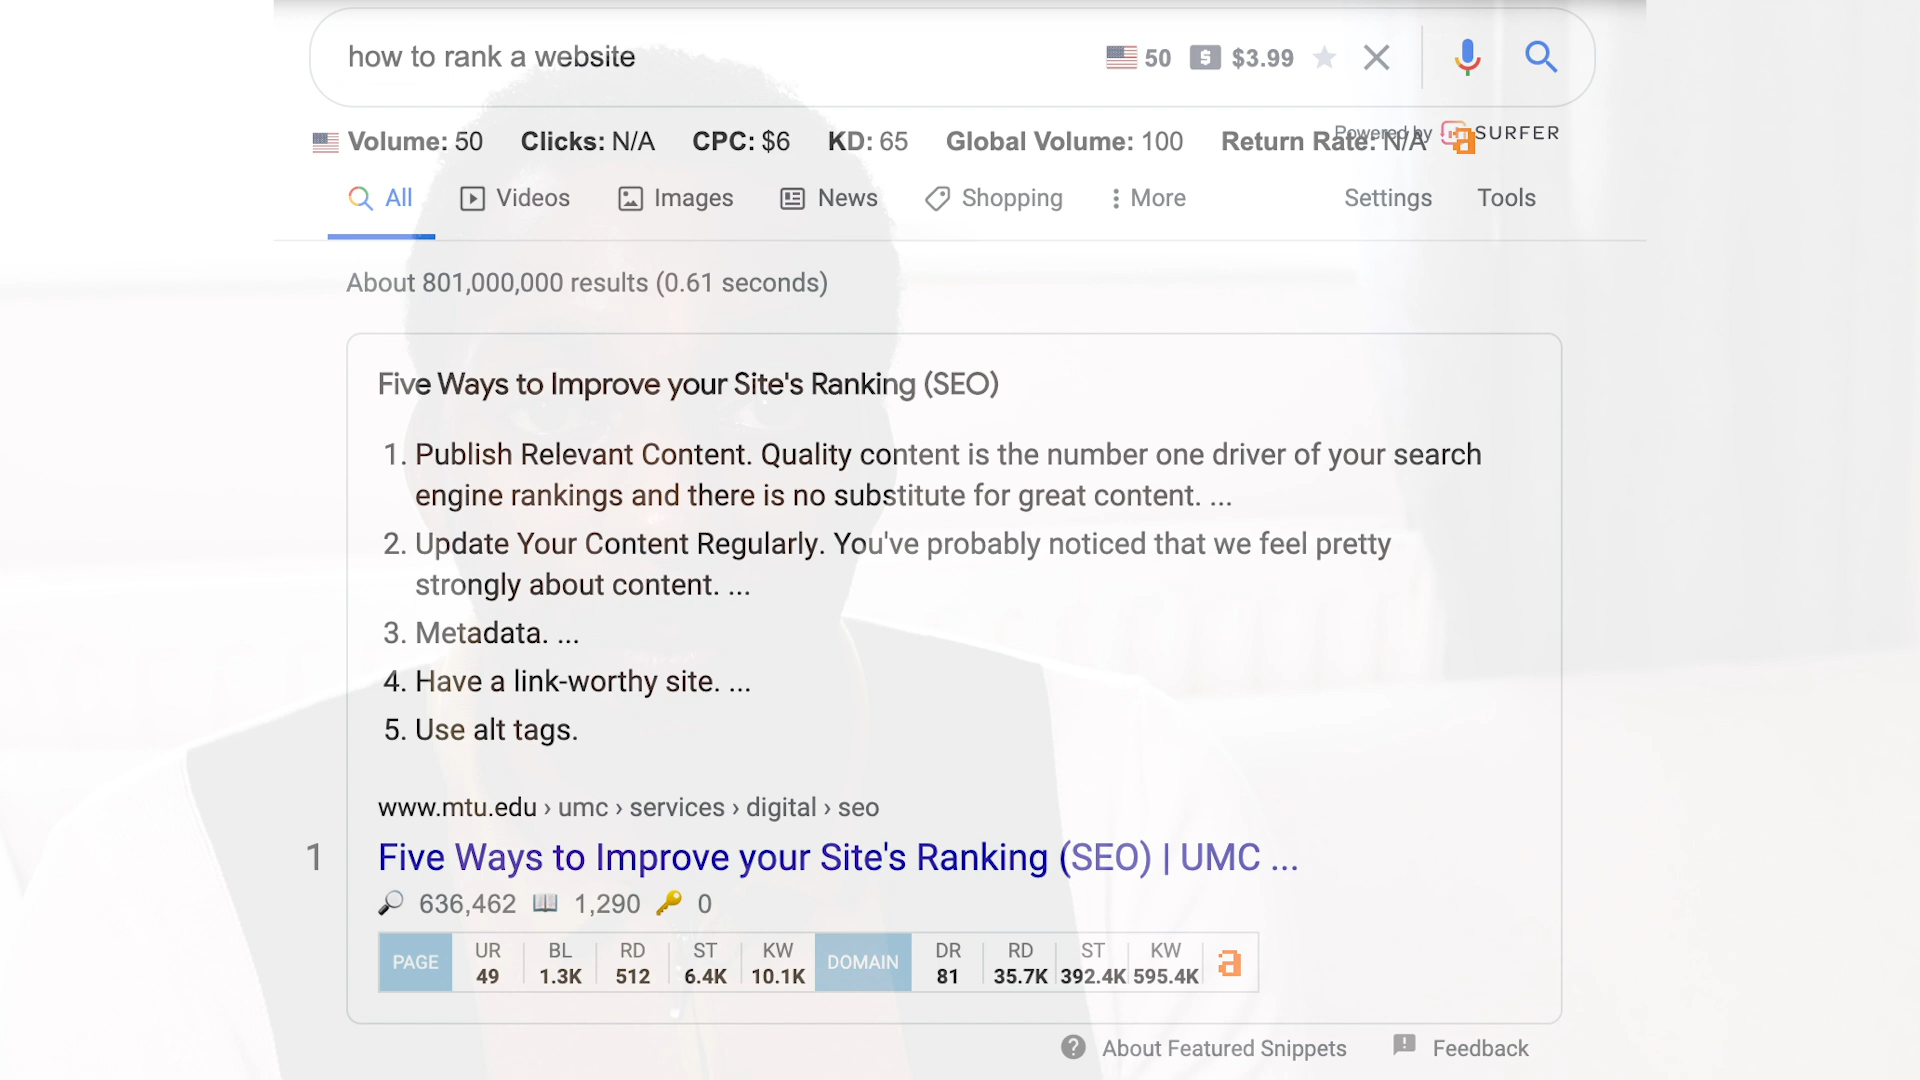 how to rank a website 50 $ $3.99
Volume: 50 Clicks: N/A CPC: $6 KD: 65 Global Volume: 100 Return Rate: N/A Powered by SURFER
All Videos Images News Shopping More Settings Tools
About 801,000,000 results (0.61 seconds)
Five Ways to Improve your Site's Ranking (SEO)
1. Publish Relevant Content. Quality content is the number one driver of your search
engine rankings and there is no substitute for great content. ...
2. Update Your Content Regularly. You've probably noticed that we feel pretty
strongly about content. ...
3. Metadata. ...
4. Have a link-worthy site. ...
5. Use alt tags.
www.mtu.edu › umc › services › digital › seo
1 Five Ways to Improve your Site's Ranking (SEO) | UMC ...
636,462 1,290 0
PAGE UR BL RD ST KW DOMAIN DR RD ST KW a
49 1.3K 512 6.4K 10.1K 81 35.7K 392.4K 595.4K
About Featured Snippets Feedback